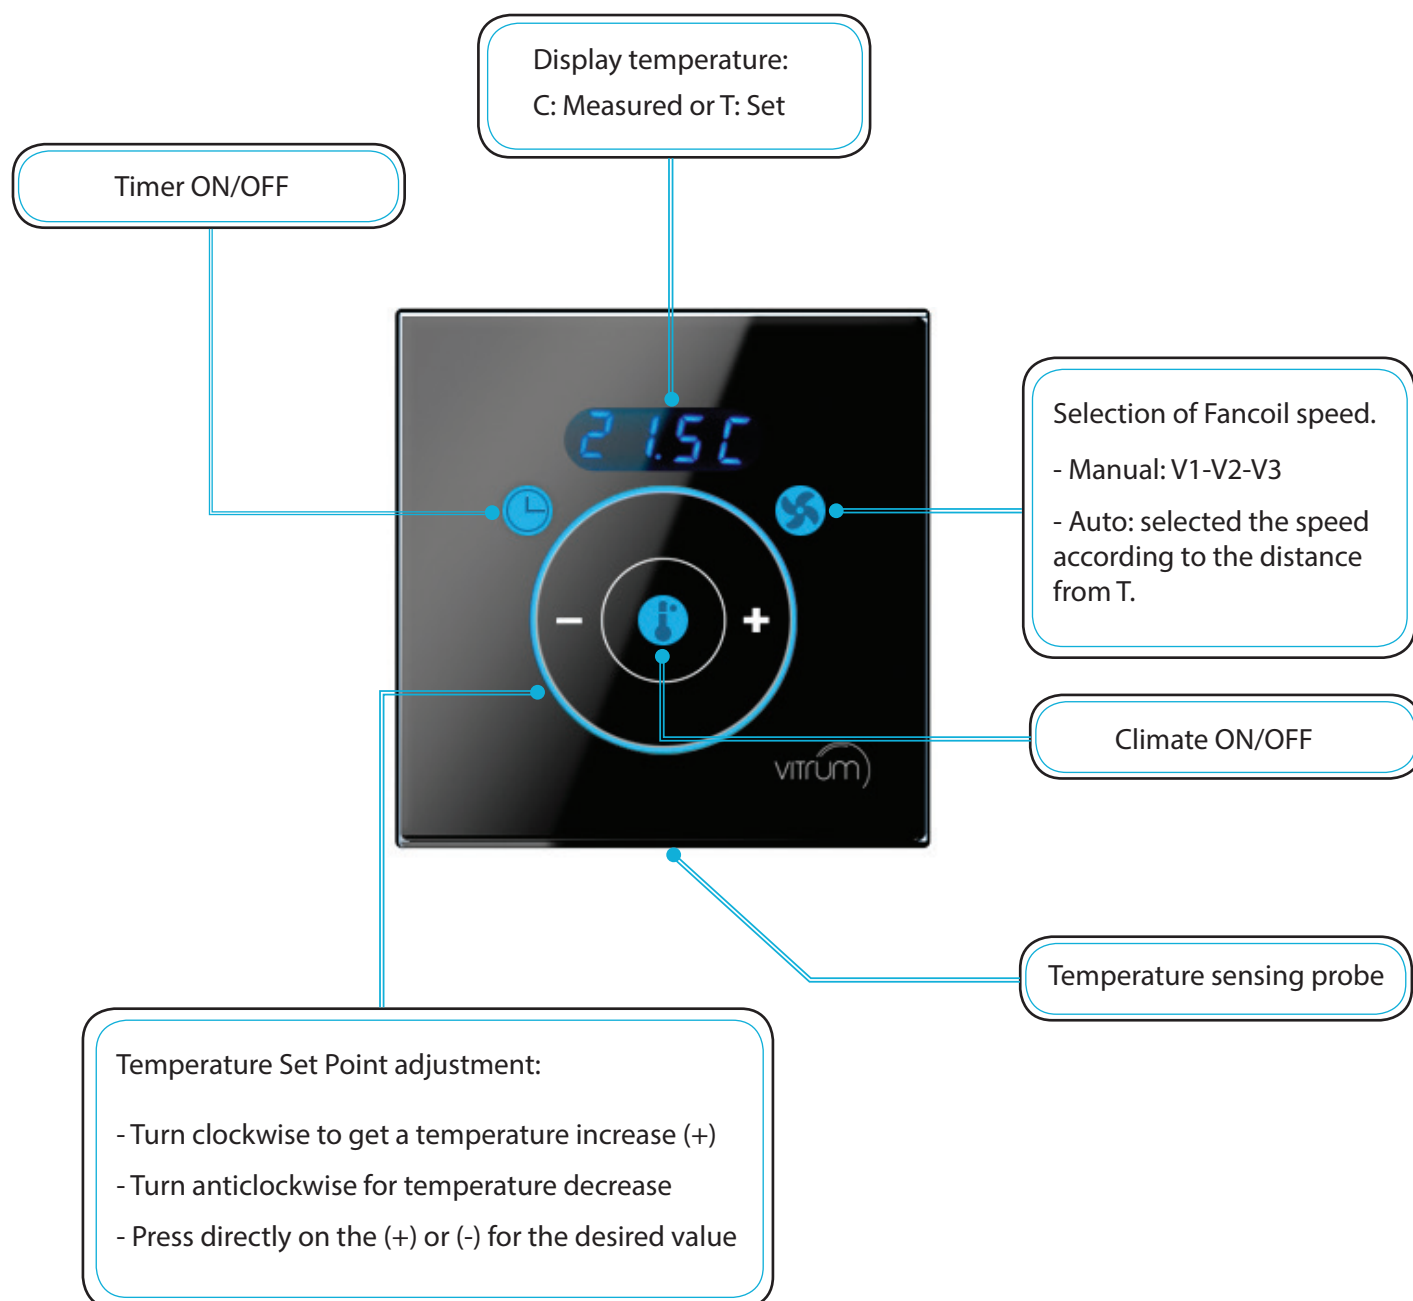 Display temperature:
C: Measured or T: Set
Timer ON/OFF
21.5C
Selection of Fancoil speed.
- Manual: V1-V2-V3
- Auto: selected the speed
according to the distance
from T.
- +
Climate ON/OFF
vitrum
Temperature sensing probe
Temperature Set Point adjustment:
- Turn clockwise to get a temperature increase (+)
- Turn anticlockwise for temperature decrease
- Press directly on the (+) or (-) for the desired value